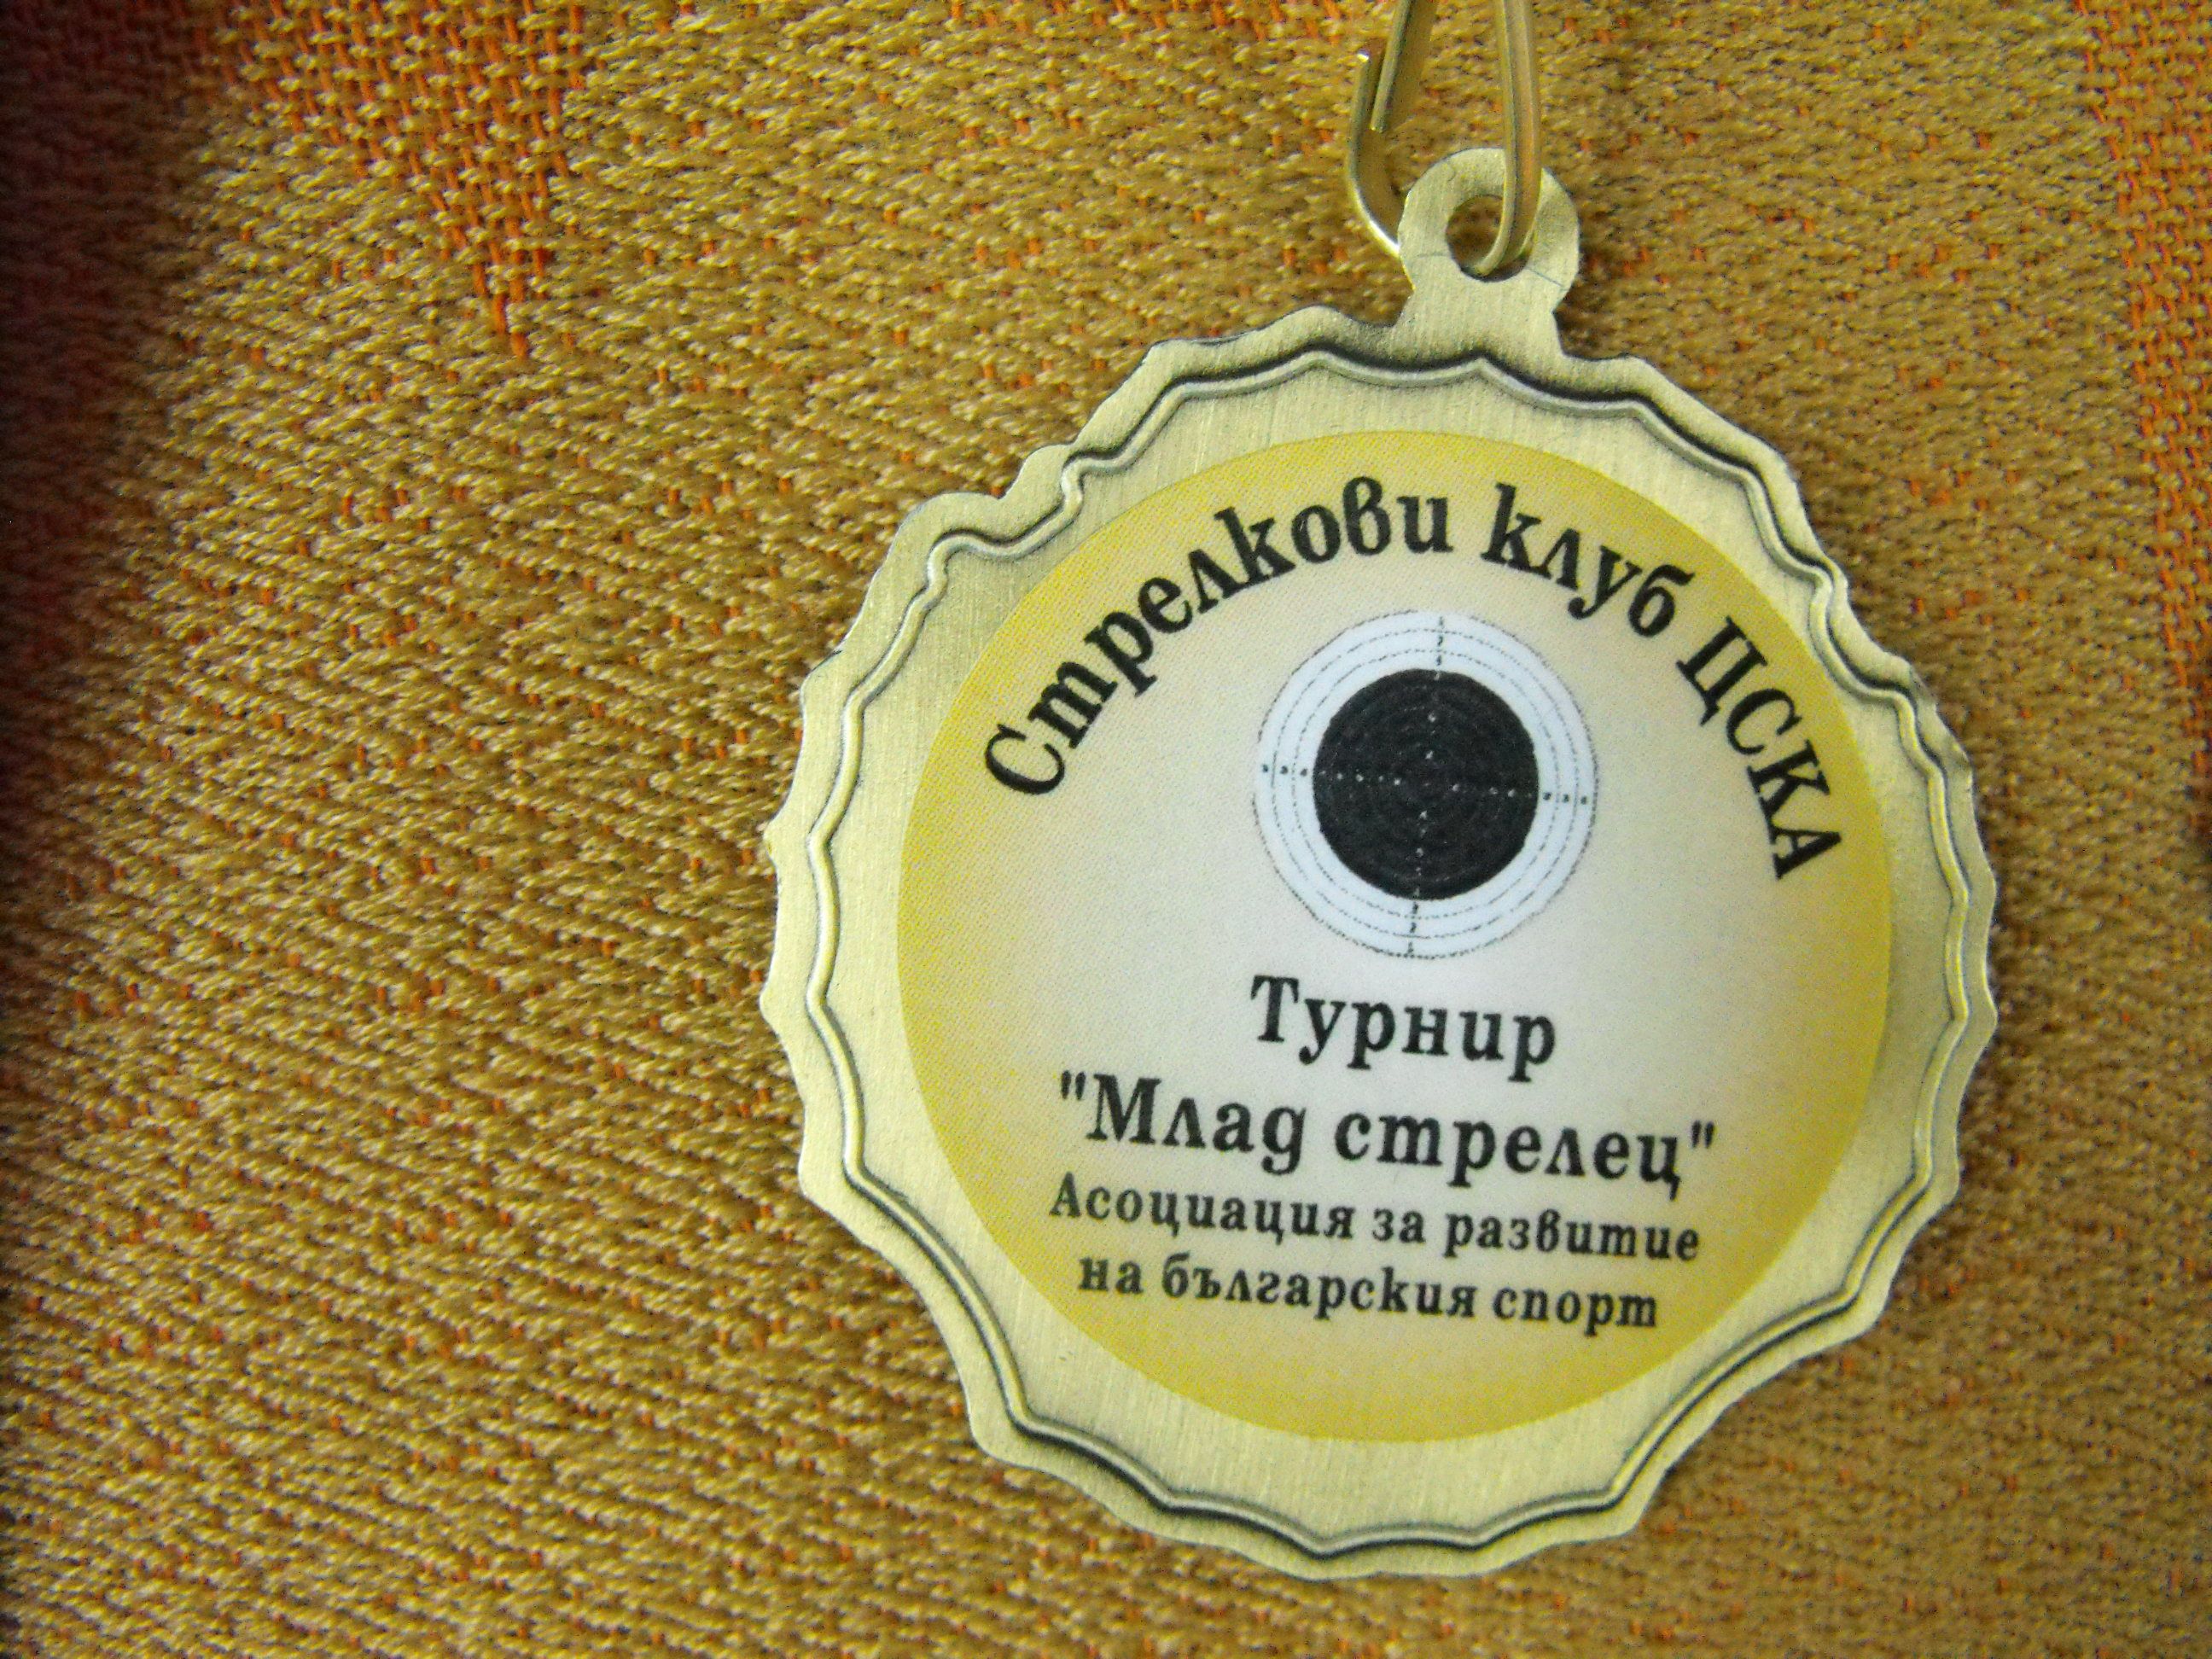 Стрелкови клуб ЦСКА
Турнир
"Млад стрелец"
Асоциация за развитие
на българския спорт